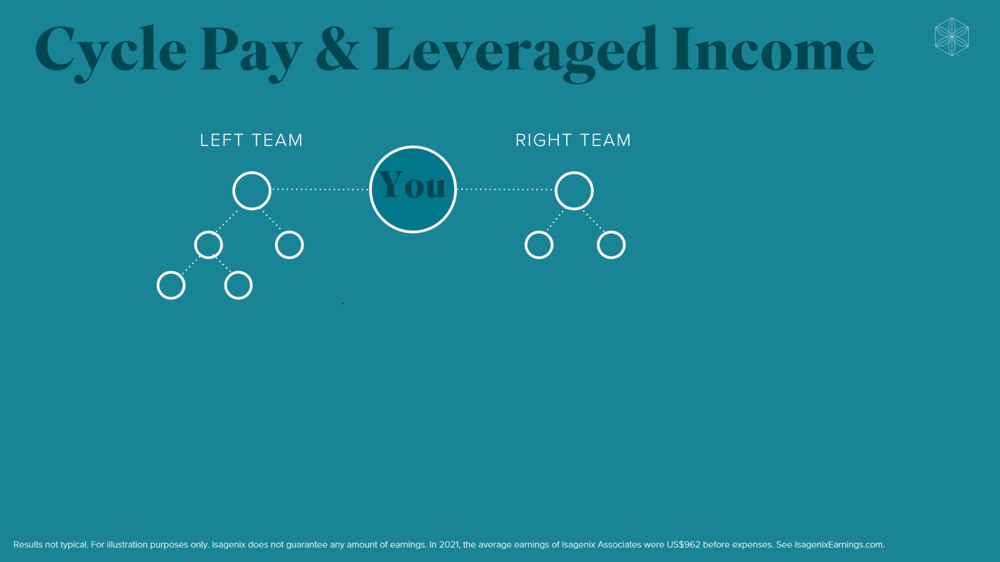 Cycle Pay & Leveraged Income
LEFT TEAM
RIGHT TEAM
You
Results not typical. For illustration purposes only. Isagenix does not guarantee any amount of earnings. In 2021, the average earnings of Isagenix Associates were US$962 before expenses. See IsagenixEarnings.com.